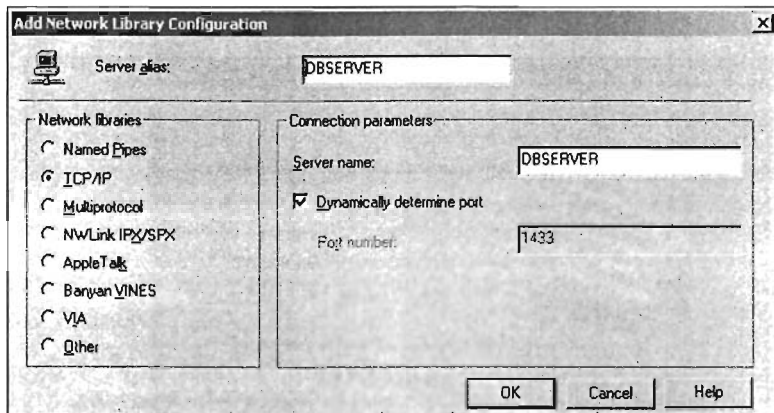 Add Network Library Configuration
Server alias:
DBSERVER
Network libraries
Named Pipes
TCP/IP
Multiprotocol
NWLink IPX/SPX
AppleTalk
Banyan VINES
VIA
Other
Connection parameters
Server name:
DBSERVER
Dynamically determine port
Port number:
1433
OK
Cancel
Help